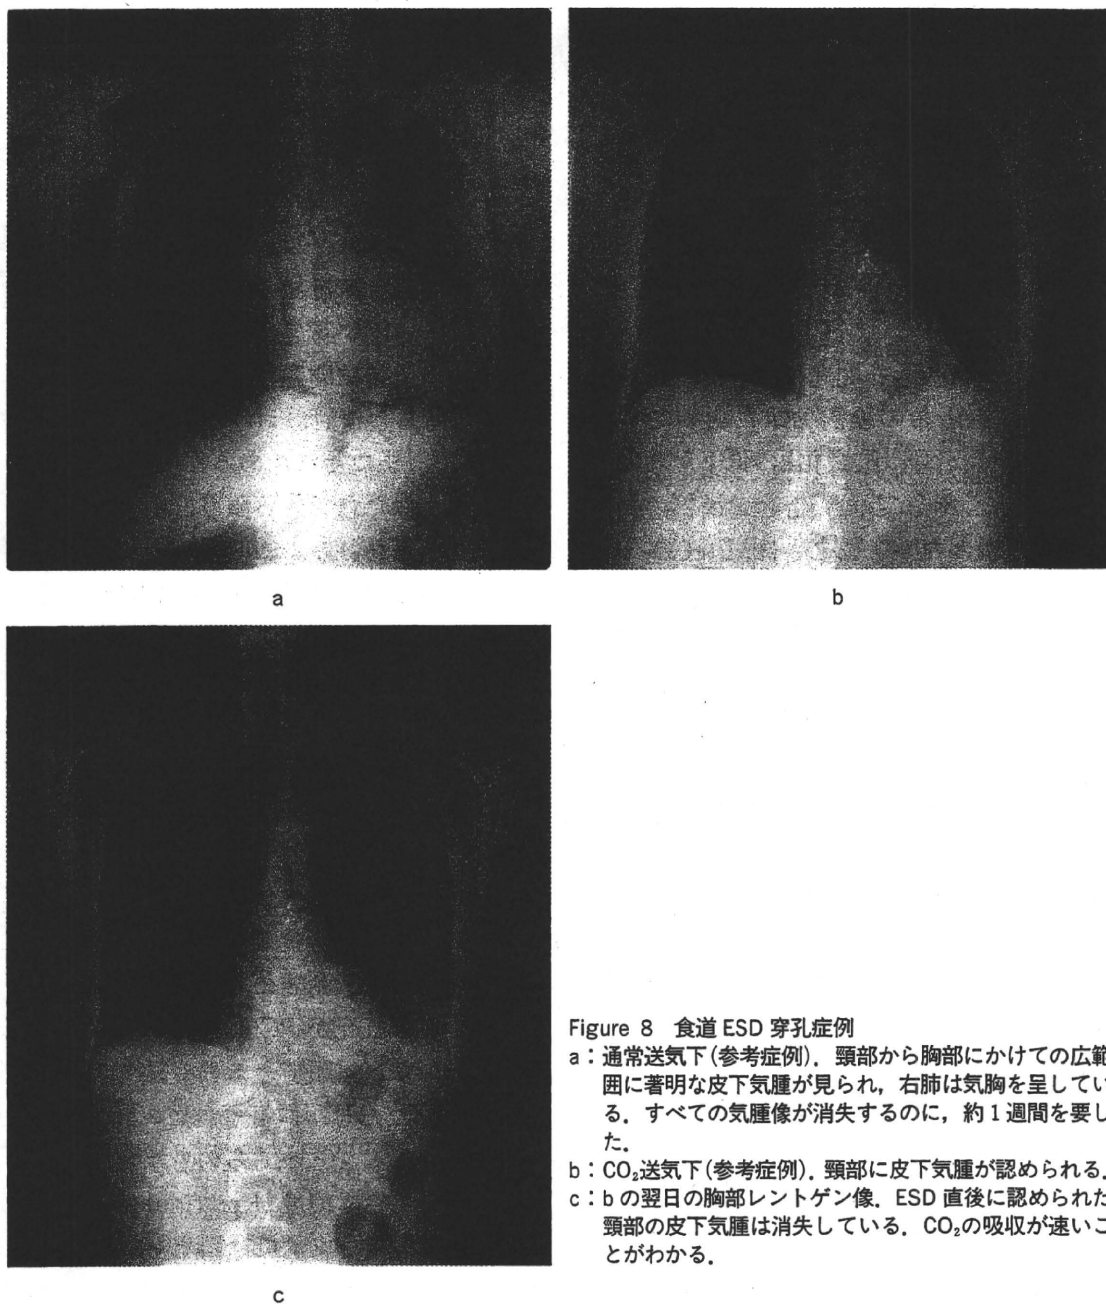 a
b
c
Figure 8 食道 ESD 穿孔症例
a：通常送気下(参考症例)．頸部から胸部にかけての広範
囲に著明な皮下気腫が見られ，右肺は気胸を呈してい
る．すべての気腫像が消失するのに，約1週間を要し
た．
b：CO₂送気下(参考症例)．頸部に皮下気腫が認められる．
c：bの翌日の胸部レントゲン像．ESD 直後に認められた
頸部の皮下気腫は消失している．CO₂の吸収が速いこ
とがわかる．